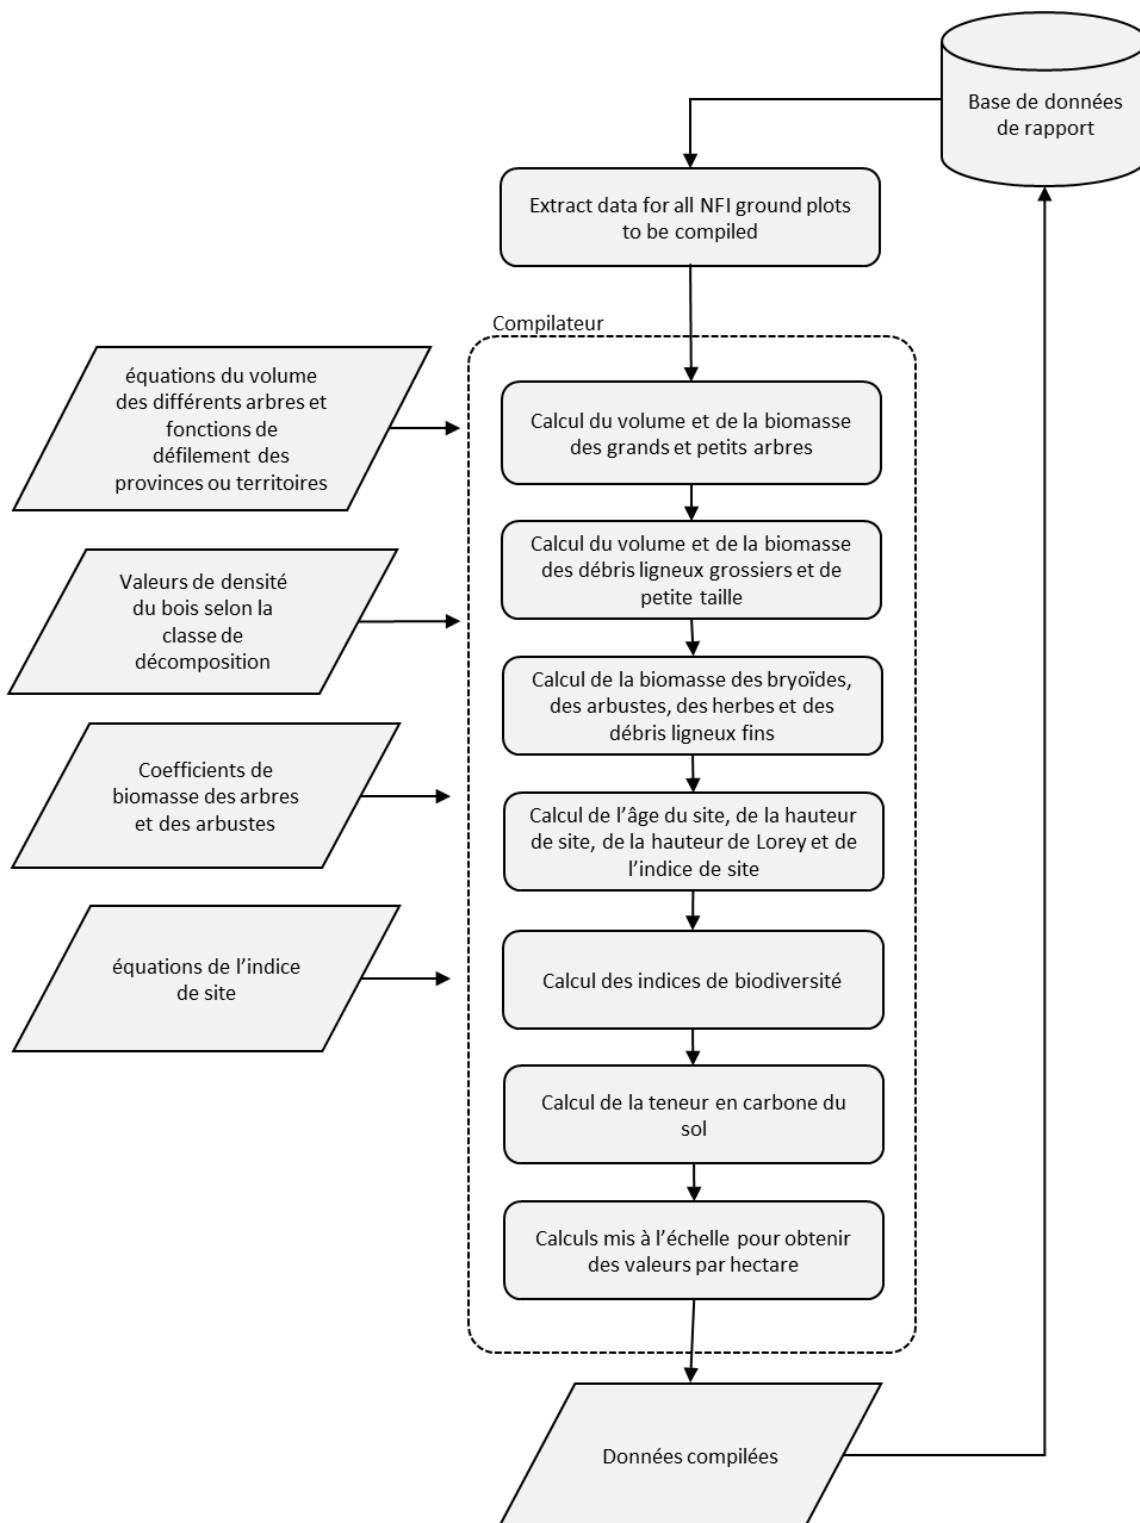 Base de données
de rapport
Extract data for all NFI ground plots
to be compiled
Compilateur
équations du volume
des différents arbres et
fonctions de
défilement des
provinces ou territoires
Calcul du volume et de la biomasse
des grands et petits arbres
Valeurs de densité
du bois selon la
classe de
décomposition
Calcul du volume et de la biomasse
des débris ligneux grossiers et de
petite taille
Calcul de la biomasse des bryoïdes,
des arbustes, des herbes et des
débris ligneux fins
Coefficients de
biomasse des arbres
et des arbustes
Calcul de l’âge du site, de la hauteur
de site, de la hauteur de Lorey et de
l’indice de site
équations de l’indice
de site
Calcul des indices de biodiversité
Calcul de la teneur en carbone du
sol
Calculs mis à l’échelle pour obtenir
des valeurs par hectare
Données compilées